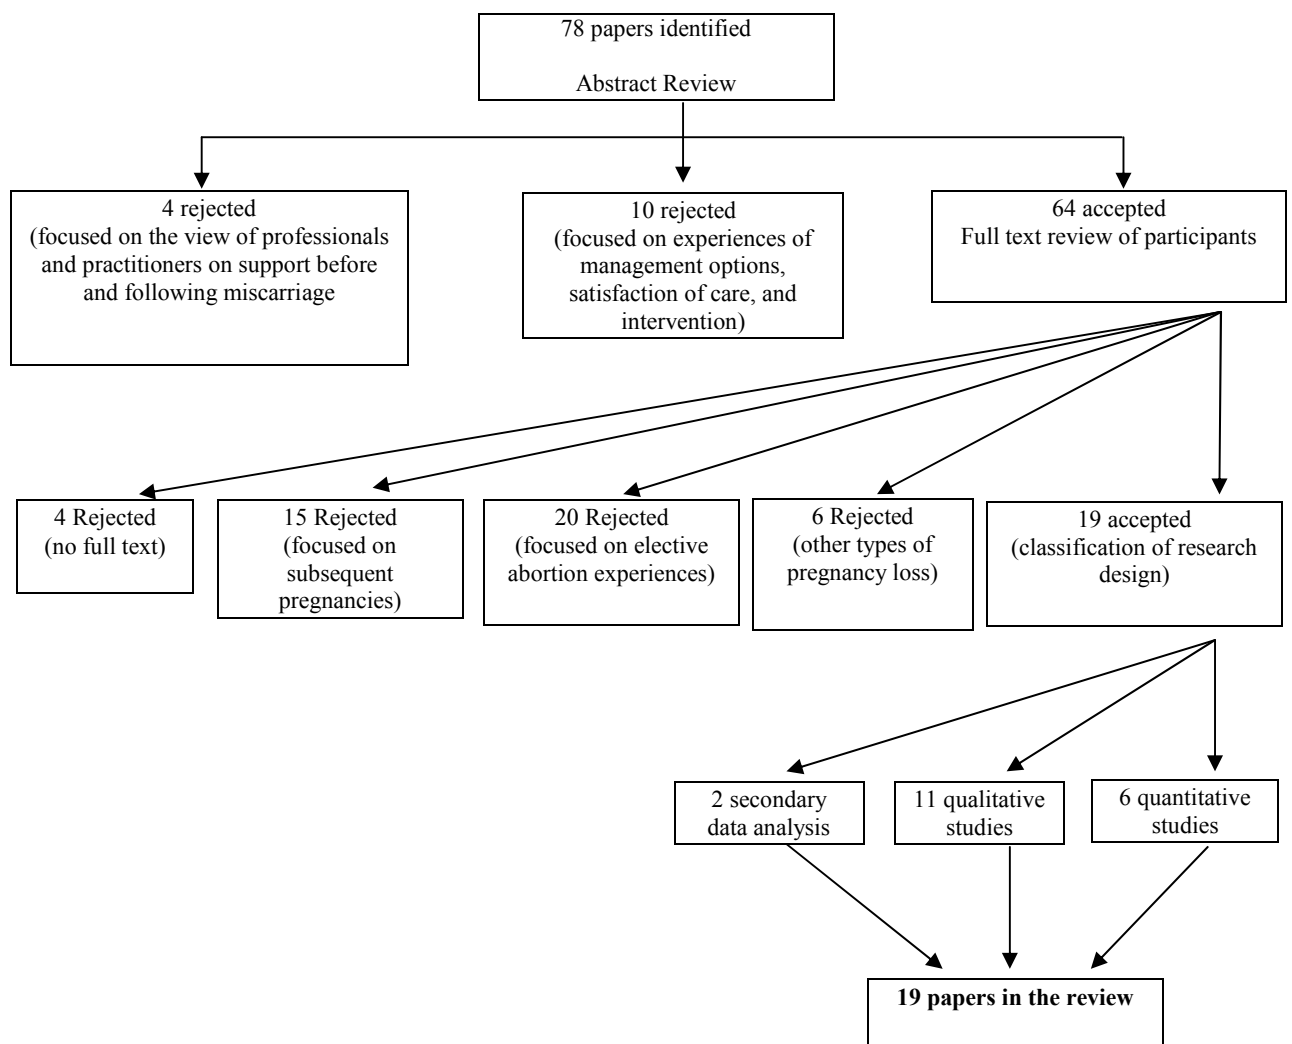 78 papers identified
Abstract Review
4 rejected
(focused on the view of professionals
and practitioners on support before
and following miscarriage
10 rejected
(focused on experiences of
management options,
satisfaction of care, and
intervention)
64 accepted
Full text review of participants
4 Rejected
(no full text)
15 Rejected
(focused on
subsequent
pregnancies)
20 Rejected
(focused on elective
abortion experiences)
6 Rejected
(other types of
pregnancy loss)
19 accepted
(classification of research
design)
2 secondary
data analysis
11 qualitative
studies
6 quantitative
studies
19 papers in the review